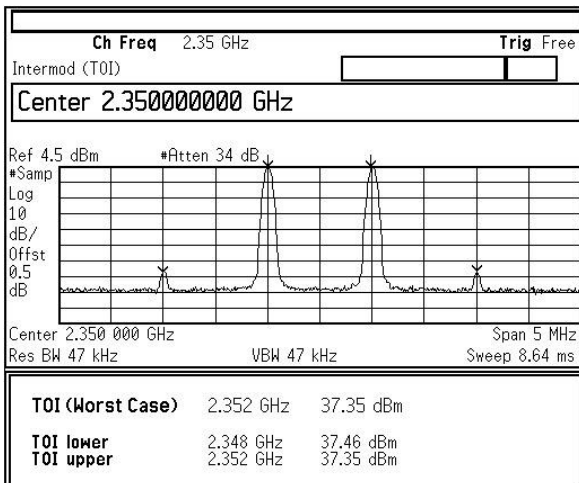 Ch Freq 2.35 GHz Trig Free
Intermod (TOI)
Center 2.350000000 GHz
Ref 4.5 dBm #Atten 34 dB
#Samp
Log
10
dB/
Offst
0.5
dB
Center 2.350 000 GHz Span 5 MHz
Res BW 47 kHz VBW 47 kHz Sweep 8.64 ms
TOI (Worst Case) 2.352 GHz 37.35 dBm
TOI lower 2.348 GHz 37.46 dBm
TOI upper 2.352 GHz 37.35 dBm